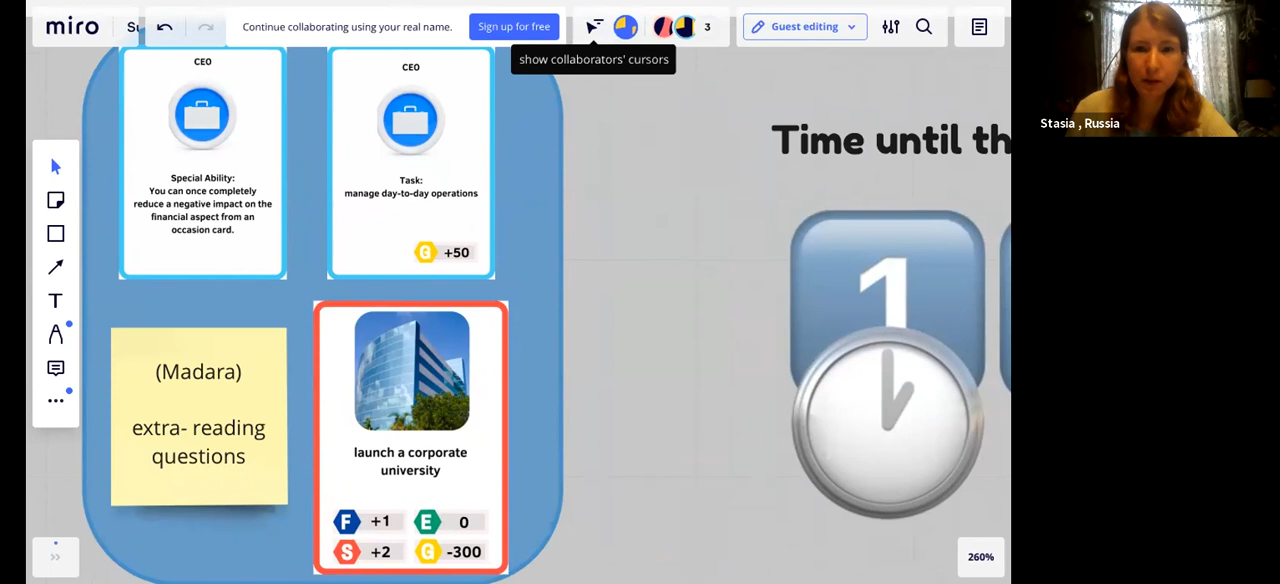 miro
Su
Continue collaborating using your real name.
Sign up for free
3
Guest editing
show collaborators' cursors
Stasia , Russia
CEO
Special Ability:
You can once completely
reduce a negative impact on the
financial aspect from an
occasion card.
CEO
Task:
manage day-to-day operations
G +50
Time until th
1
T
(Madara)
extra- reading
questions
launch a corporate
university
F +1 E 0
S +2 G -300
260%